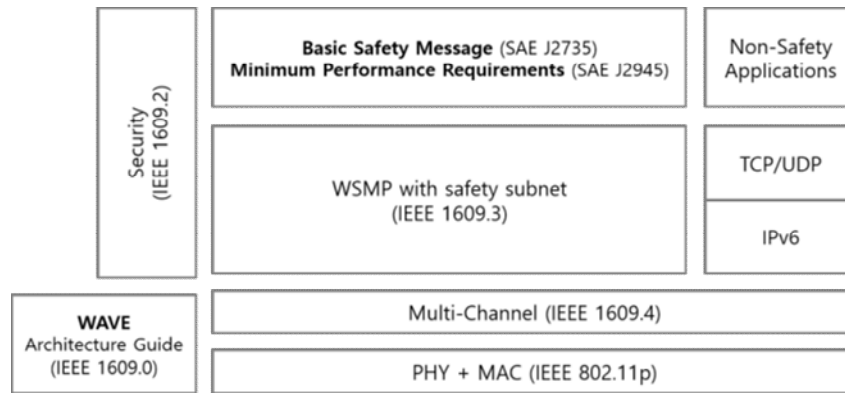 Basic Safety Message (SAE J2735)
Minimum Performance Requirements (SAE J2945)
Non-Safety
Applications
Security
(IEEE 1609.2)
WSMP with safety subnet
(IEEE 1609.3)
TCP/UDP
IPv6
WAVE
Architecture Guide
(IEEE 1609.0)
Multi-Channel (IEEE 1609.4)
PHY + MAC (IEEE 802.11p)